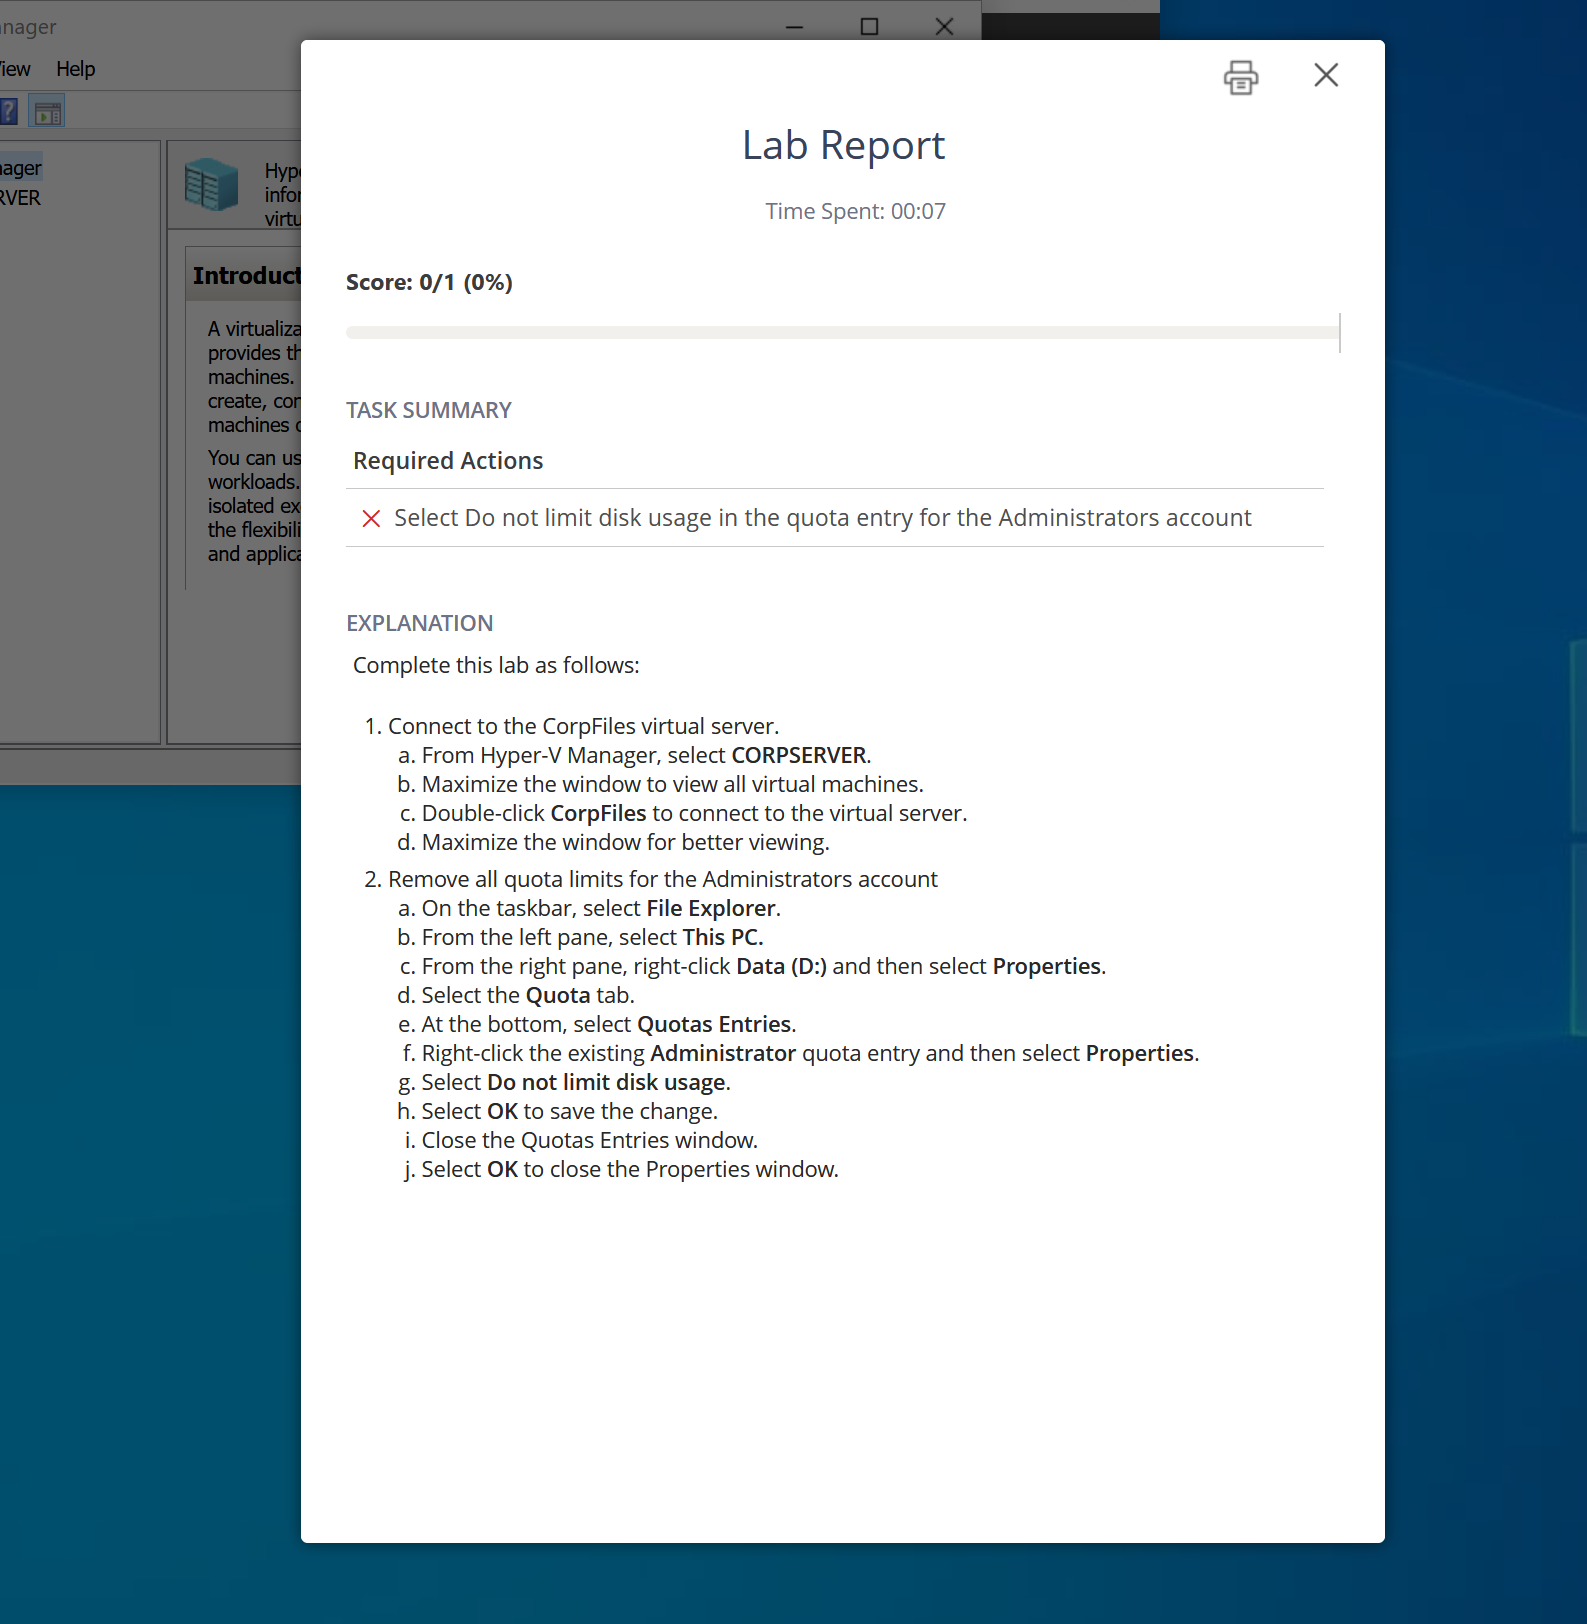 View Help
RVER
Hype
infor
virtu
Introduct
A virtualiza
provides th
machines.
create, con
machines o
You can us
workloads.
isolated ex
the flexibili
and applica
Lab Report
Time Spent: 00:07
Score: 0/1 (0%)
TASK SUMMARY
Required Actions
Select Do not limit disk usage in the quota entry for the Administrators account
EXPLANATION
Complete this lab as follows:
1. Connect to the CorpFiles virtual server.
a. From Hyper-V Manager, select CORPSERVER.
b. Maximize the window to view all virtual machines.
c. Double-click CorpFiles to connect to the virtual server.
d. Maximize the window for better viewing.
2. Remove all quota limits for the Administrators account
a. On the taskbar, select File Explorer.
b. From the left pane, select This PC.
c. From the right pane, right-click Data (D:) and then select Properties.
d. Select the Quota tab.
e. At the bottom, select Quotas Entries.
f. Right-click the existing Administrator quota entry and then select Properties.
g. Select Do not limit disk usage.
h. Select OK to save the change.
i. Close the Quotas Entries window.
j. Select OK to close the Properties window.